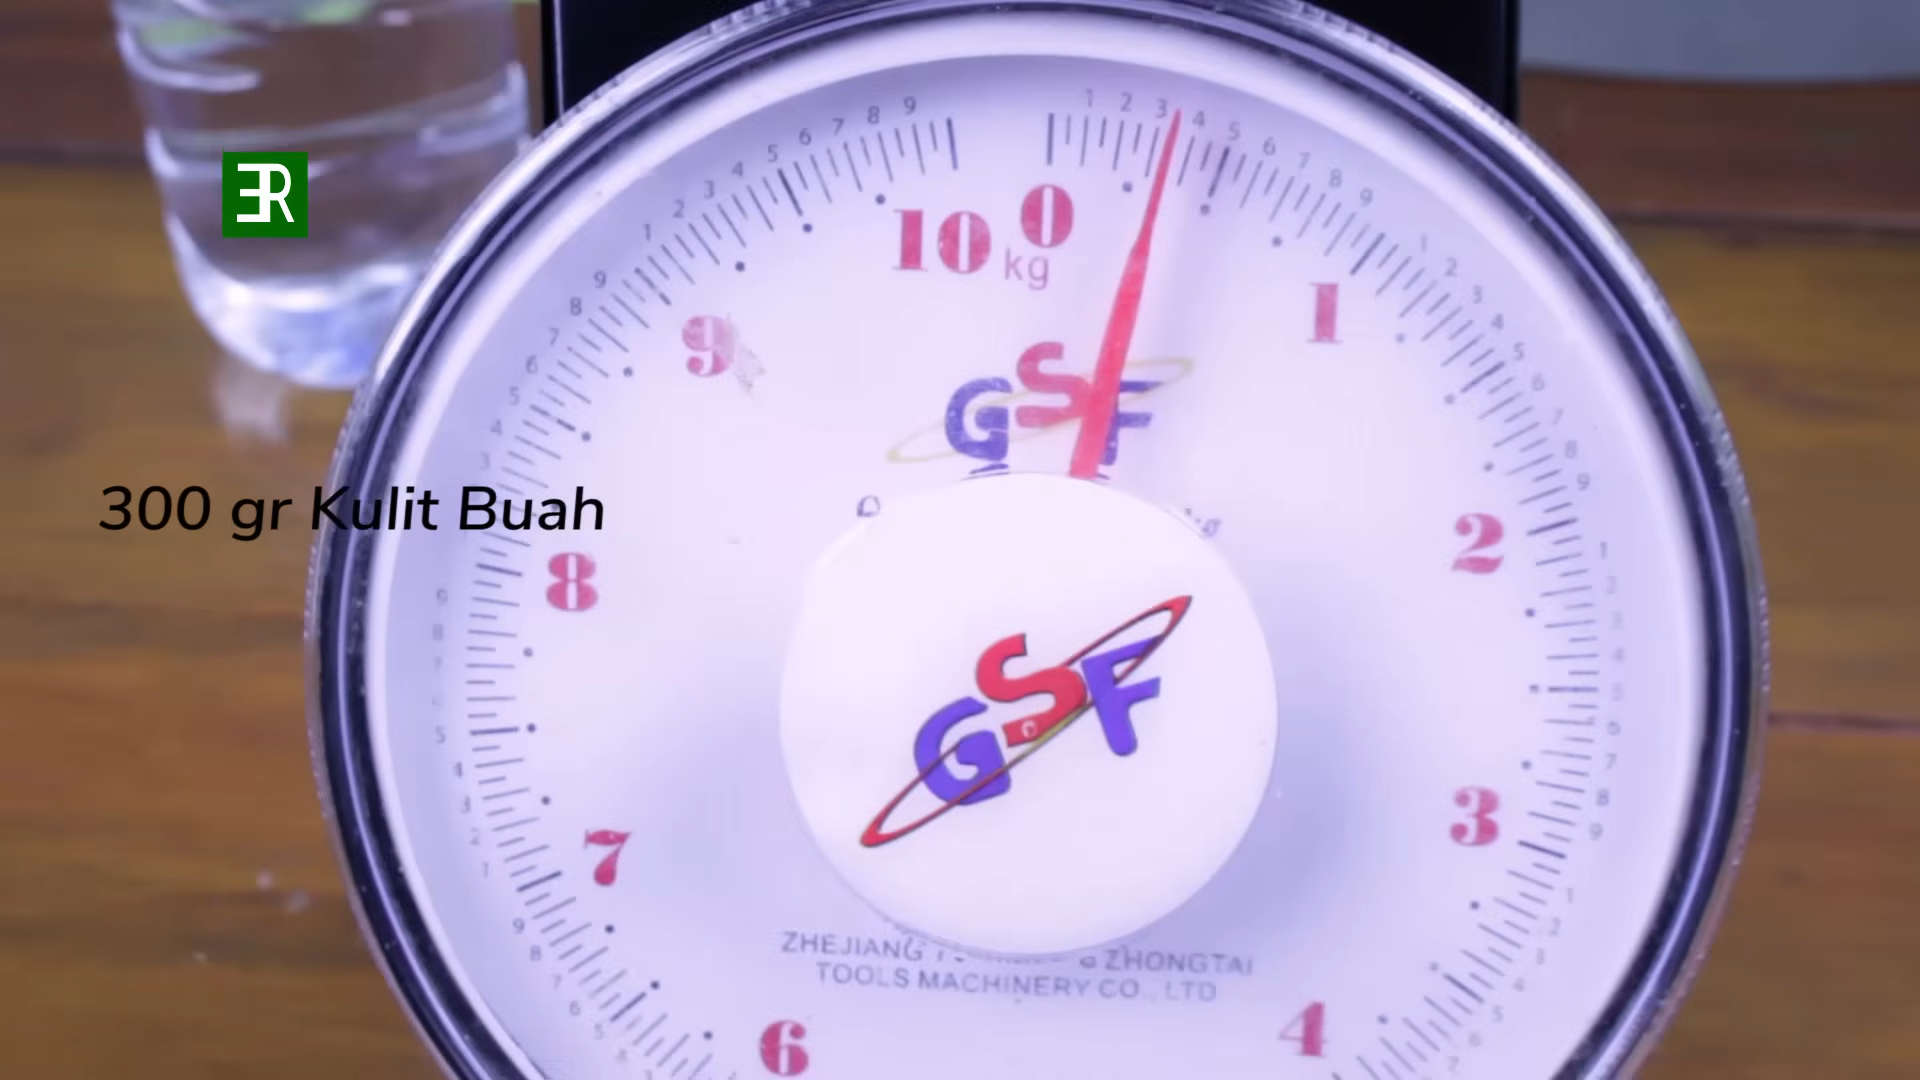 ER
300 gr Kulit Buah
10 0
kg
1
2
3
4
6
7
8
9
GSF
GSF
ZHEJIANG ZHONGTAI
TOOLS MACHINERY CO., LTD